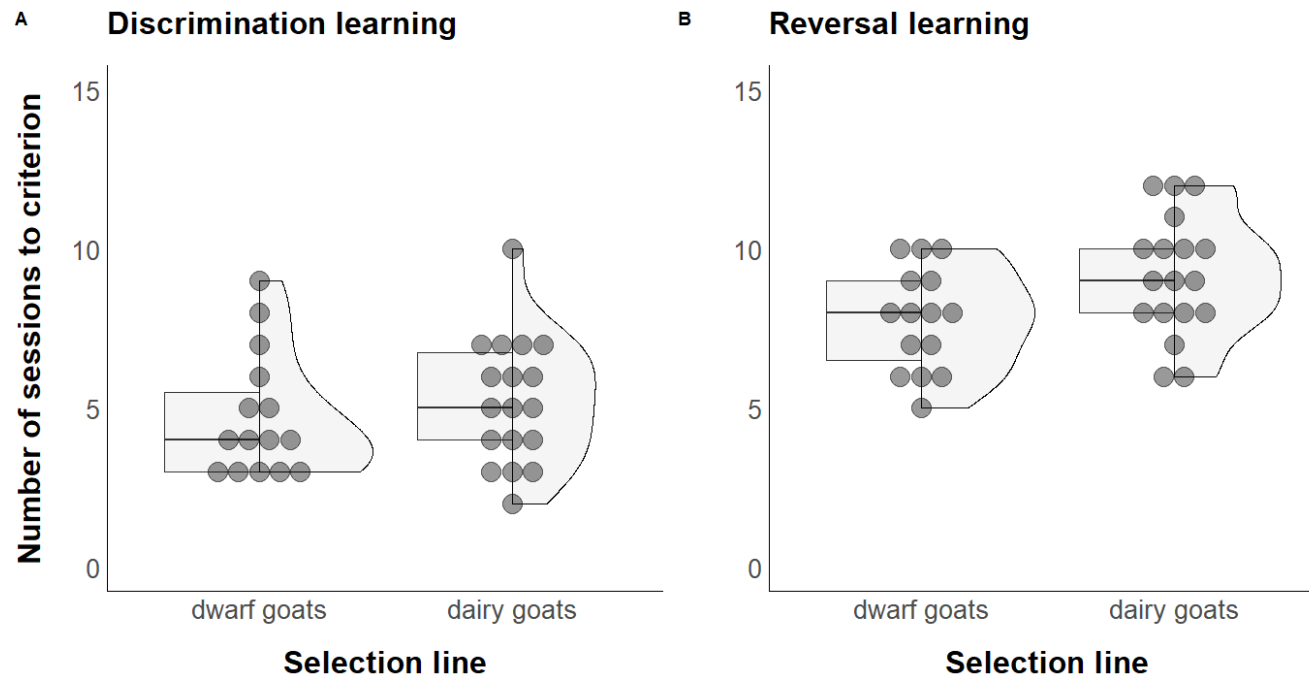 A
Discrimination learning
Number of sessions to criterion
15
10
5
0
dwarf goats
dairy goats
Selection line
B
Reversal learning
15
10
5
0
dwarf goats
dairy goats
Selection line